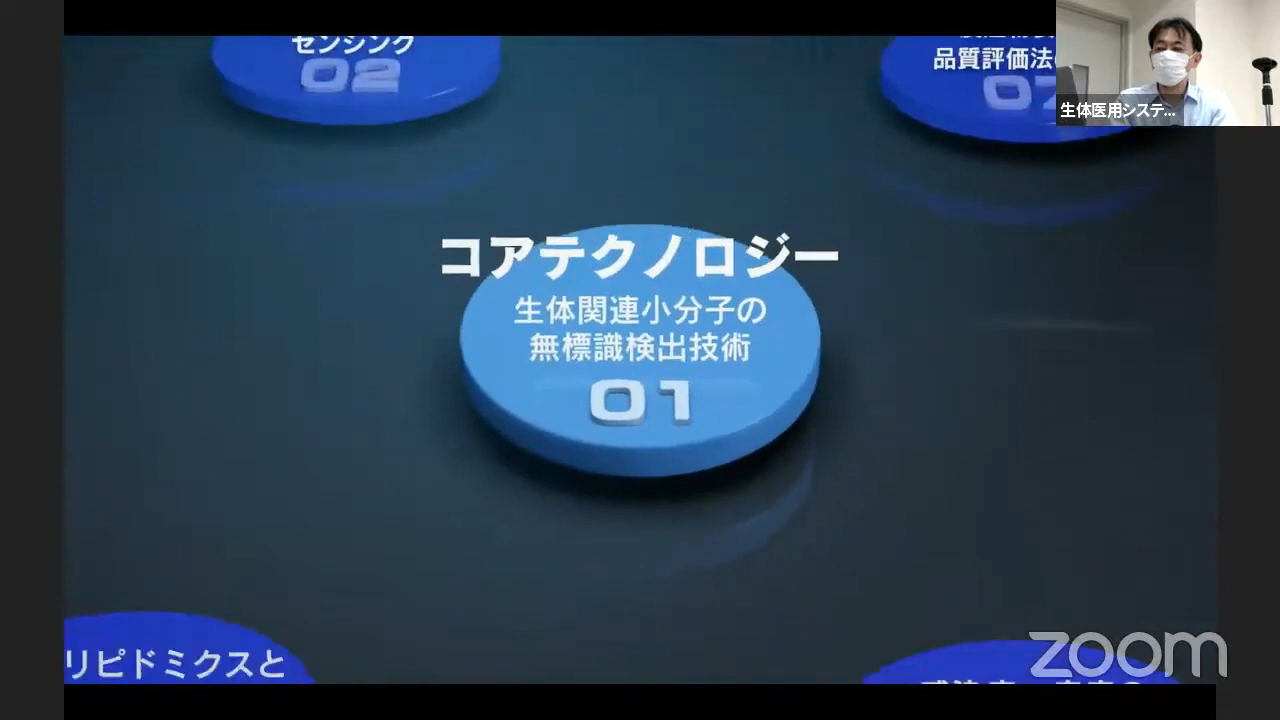 センシング
02
品質評価法
07
生体医用システ...
コアテクノロジー
生体関連小分子の
無標識検出技術
01
リピドミクスと
zoom